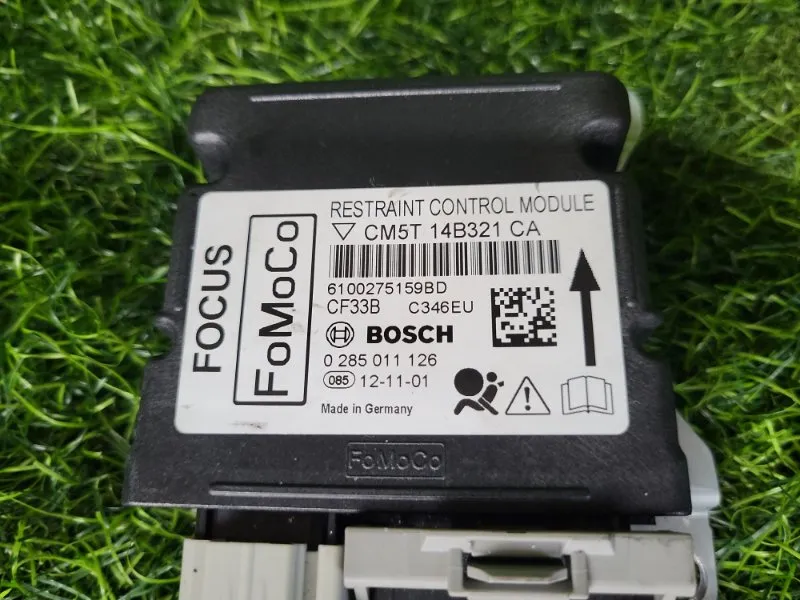 RESTRAINT CONTROL MODULE
CM5T 14B321 CA
6100275159BD
CF33B C346EU
BOSCH
0 285 011 126
085 12-11-01
Made in Germany
FOCUS
FoMoCo
FoMoCo